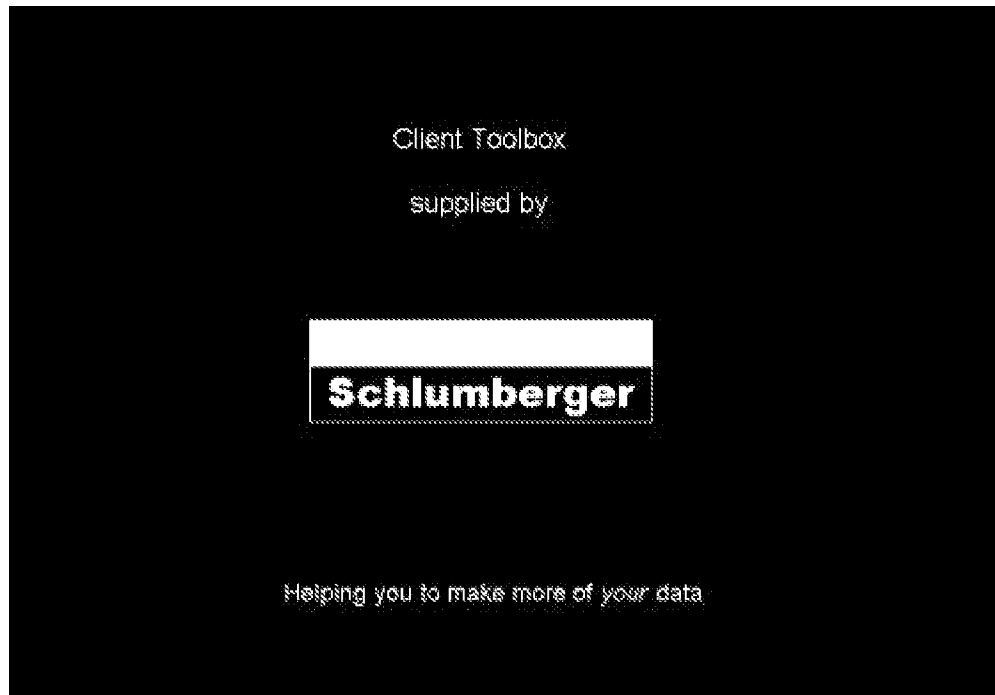 Client Toolbox
supplied by
Schlumberger
Helping you to make more of your data